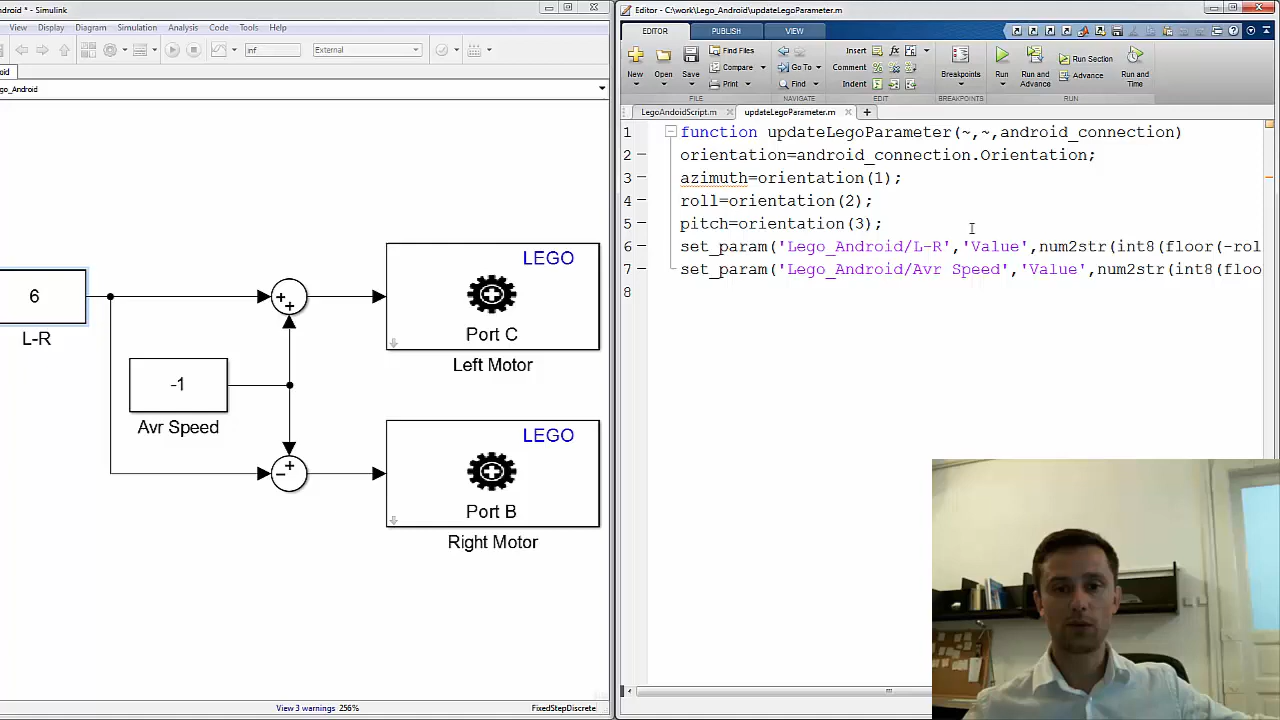 android * - Simulink
View Display Diagram Simulation Analysis Code Tools Help
inf
External
oid
ego_Android
LEGO
Port C
Left Motor
6
L-R
-1
Avr Speed
LEGO
Port B
Right Motor
View 3 warnings 256%
FixedStepDiscrete
Editor - C:\work\Lego_Android\updateLegoParameter.m
EDITOR PUBLISH VIEW
New Open Save
Find Files
Compare
Print
Go To
Find
Insert
Comment
Indent
fx
Breakpoints
Run
Run and Advance
Run Section
Advance
Run and Time
FILE NAVIGATE EDIT BREAKPOINTS RUN
LegoAndoidScript.m updateLegoParameter.m
1 function updateLegoParameter(~,~,android_connection)
2 orientation=android_connection.Orientation;
3 azimuth=orientation(1);
4 roll=orientation(2);
5 pitch=orientation(3);
6 set_param('Lego_Android/L-R','Value',num2str(int8(floor(-rol
7 set_param('Lego_Android/Avr Speed','Value',num2str(int8(floo
8